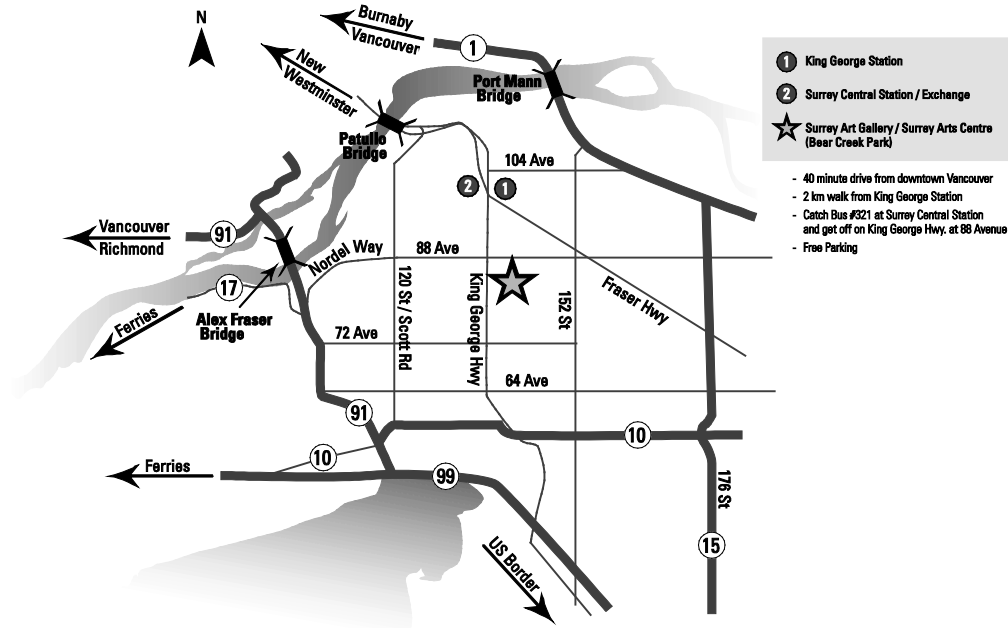 N
Burnaby
Vancouver
1
New
Westminster
Port Mann
Bridge
Patullo
Bridge
104 Ave
2
1
Vancouver
Richmond
91
Nordel Way
88 Ave
17
Ferries
Alex Fraser
Bridge
120 St / Scott Rd
King George Hwy
152 St
Fraser Hwy
72 Ave
64 Ave
91
10
10
Ferries
99
176 St
15
US Border
1 King George Station
2 Surrey Central Station / Exchange
Surrey Art Gallery / Surrey Arts Centre
(Bear Creek Park)
- 40 minute drive from downtown Vancouver
- 2 km walk from King George Station
- Catch Bus #321 at Surrey Central Station
and get off on King George Hwy. at 88 Avenue
- Free Parking